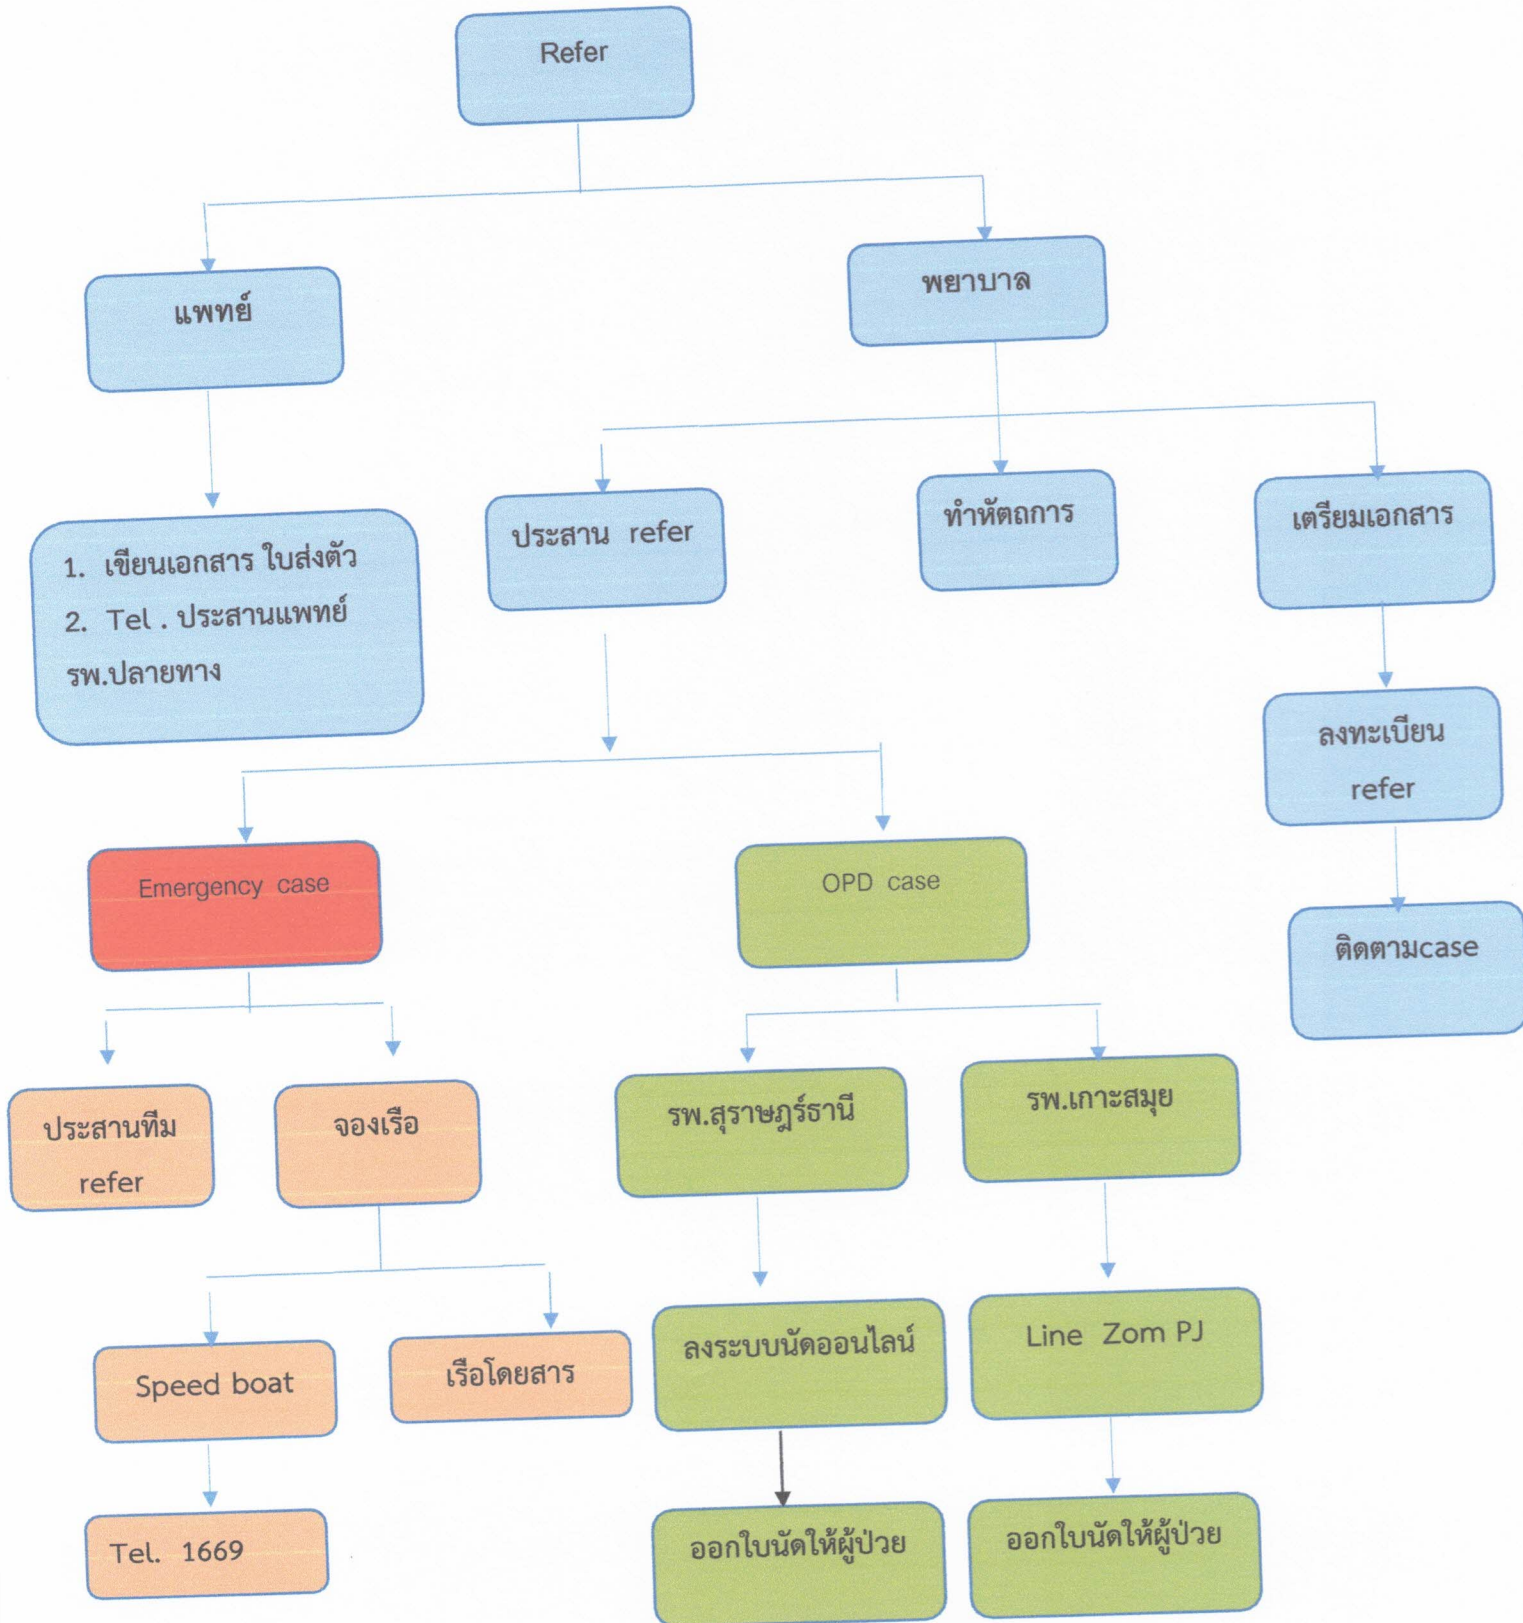 Refer
แพทย์
พยาบาล
1. เขียนเอกสาร ใบส่งตัว
2. Tel . ประสานแพทย์
รพ.ปลายทาง
ประสาน refer
ทำหัตถการ
เตรียมเอกสาร
ลงทะเบียน
refer
ติดตามcase
Emergency case
OPD case
ประสานทีม
refer
จองเรือ
รพ.สุราษฎร์ธานี
รพ.เกาะสมุย
Speed boat
เรือโดยสาร
ลงระบบนัดออนไลน์
Line Zom PJ
Tel. 1669
ออกใบนัดให้ผู้ป่วย
ออกใบนัดให้ผู้ป่วย